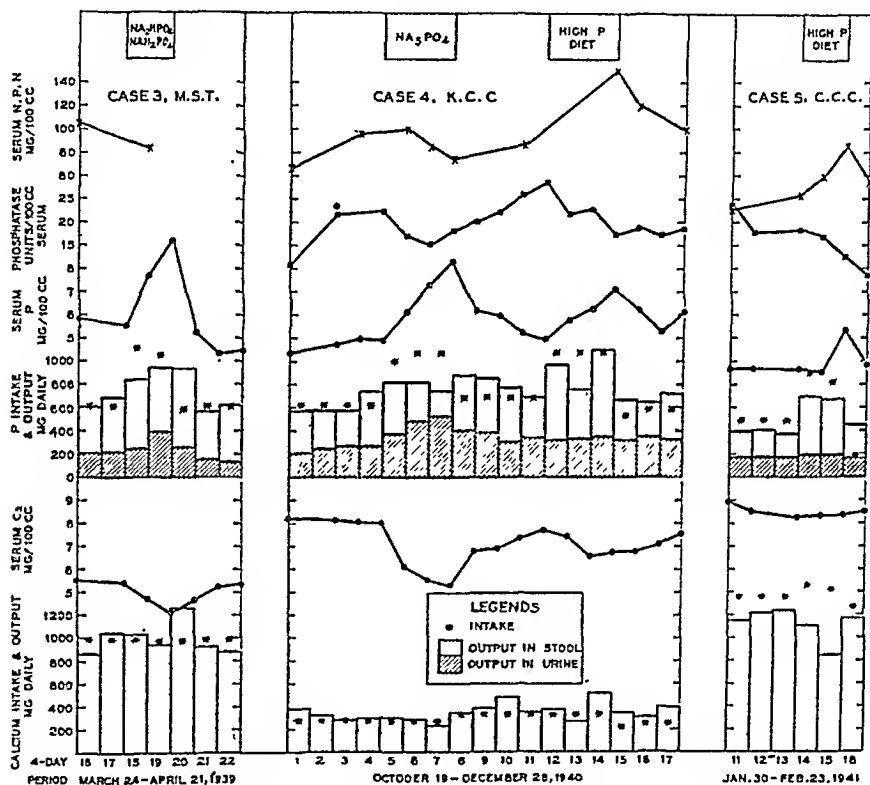 NA2HPO4
NAH2PO4
NA3PO4
HIGH P
DIET
HIGH P
DIET
CASE 3, M.S.T.
CASE 4, K.C.C
CASE 5, C.C.C.
SERUM N.P.N
MG/100 CC
140
120
100
80
60
PHOSPHATASE
UNITS/100CC
SERUM
25
20
15
SERUM
P
MG/100 CC
8
7
6
5
P INTAKE
& OUTPUT
MG DAILY
1000
600
400
200
0
SERUM Ca
MG/100 CC
9
8
7
6
5
CALCIUM INTAKE & OUTPUT
MG DAILY
1200
1000
800
600
400
200
LEGENDS
* INTAKE
OUTPUT IN STOOL
OUTPUT IN URINE
4-DAY
PERIOD
16 17 18 19 20 21 22
1 2 3 4 5 6 7 8 9 10 11 12 13 14 15 16 17
11 12 13 14 15 16
MARCH 24-APRIL 21, 1939
OCTOBER 19-DECEMBER 28, 1940
JAN. 30-FEB. 23, 1941